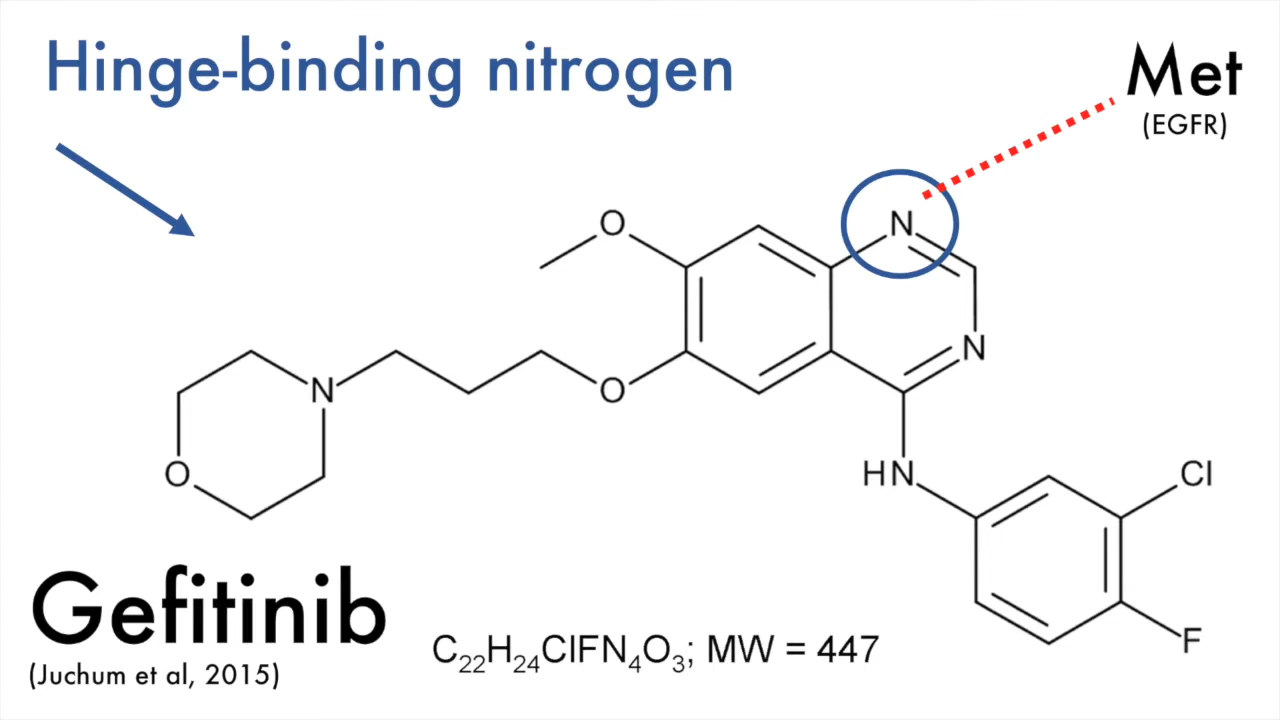 Hinge-binding nitrogen
Met
(EGFR)
N
O
N
N
O
O
HN
Cl
F
Gefitinib
(Juchum et al, 2015)
C₂₂H₂₄ClFN₄O₃; MW = 447